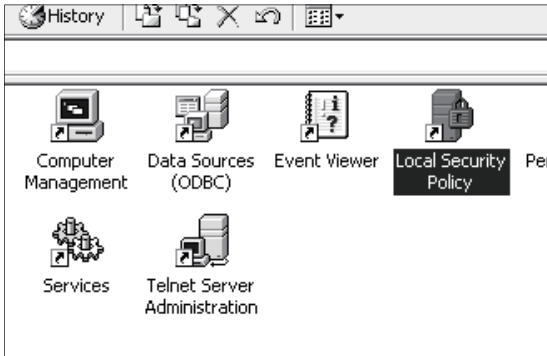 History
Computer
Management
Data Sources
(ODBC)
Event Viewer
Local Security
Policy
Services
Telnet Server
Administration